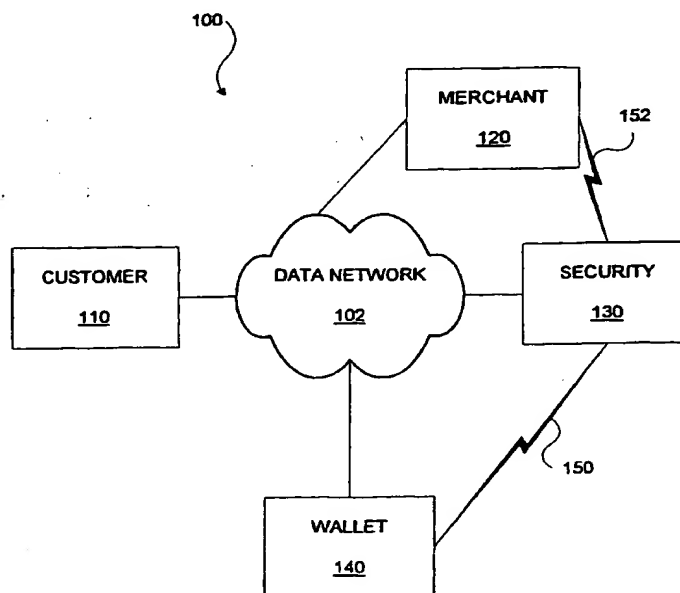 100
MERCHANT
120
152
CUSTOMER
110
DATA NETWORK
102
SECURITY
130
150
WALLET
140